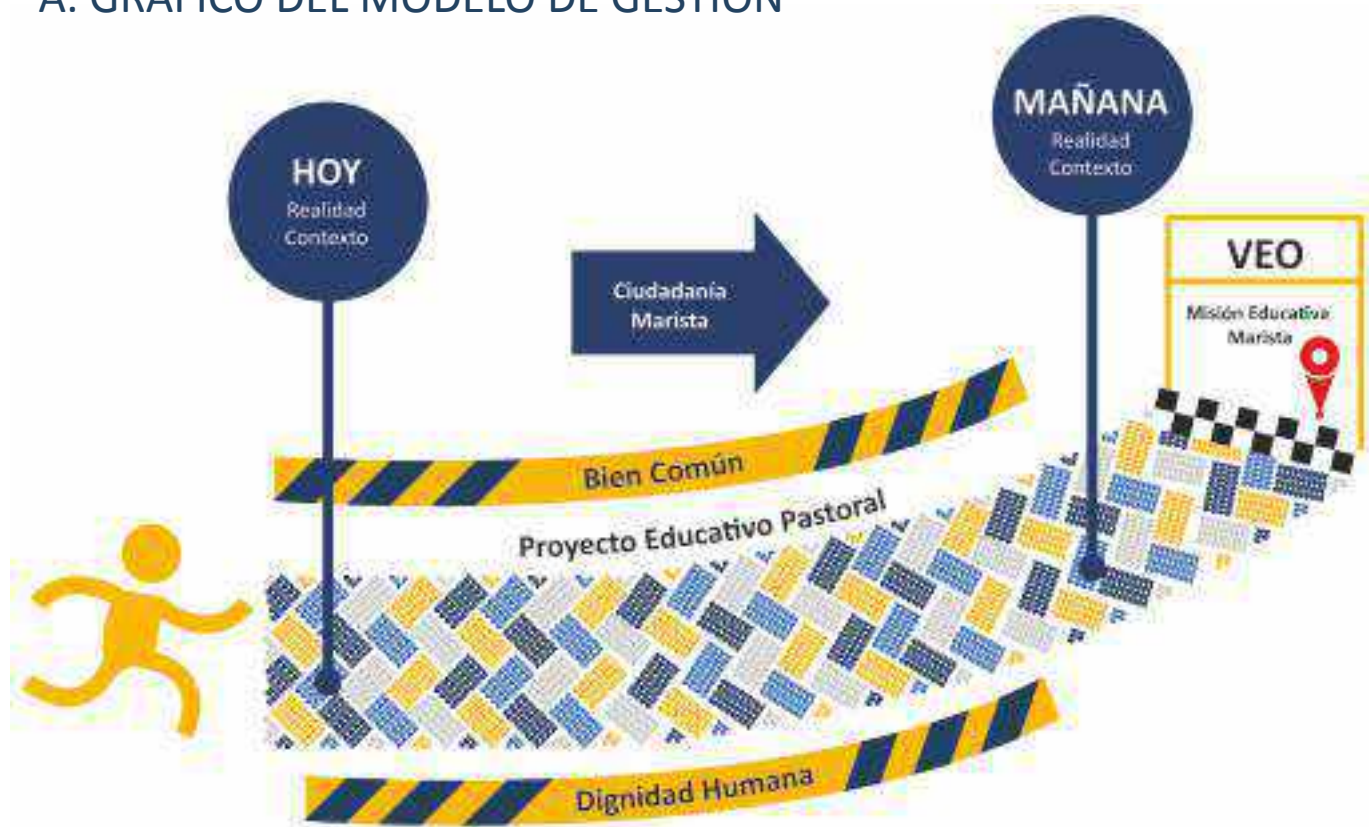 A. GRÁFICO DEL MODELO DE GESTIÓN
HOY
Realidad
Contexto
MAÑANA
Realidad
Contexto
Ciudadanía
Marista
VEO
Misión Educativa
Marista
Bien Común
Proyecto Educativo Pastoral
Dignidad Humana